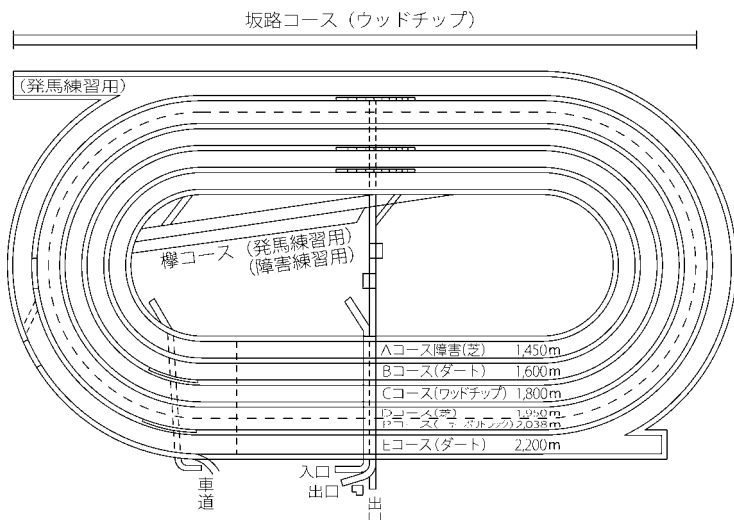 坂路コース（ウッドチップ）
（発馬練習用）
欅コース（発馬練習用）
（障害練習用）
Aコース障害(芝) 1,450m
Bコース(ダート) 1,600m
Cコース(ウッドチップ) 1,800m
Dコース(芝) 1,950m
2,038m
Eコース(ダート) 2,200m
入口
出口
車道
出口